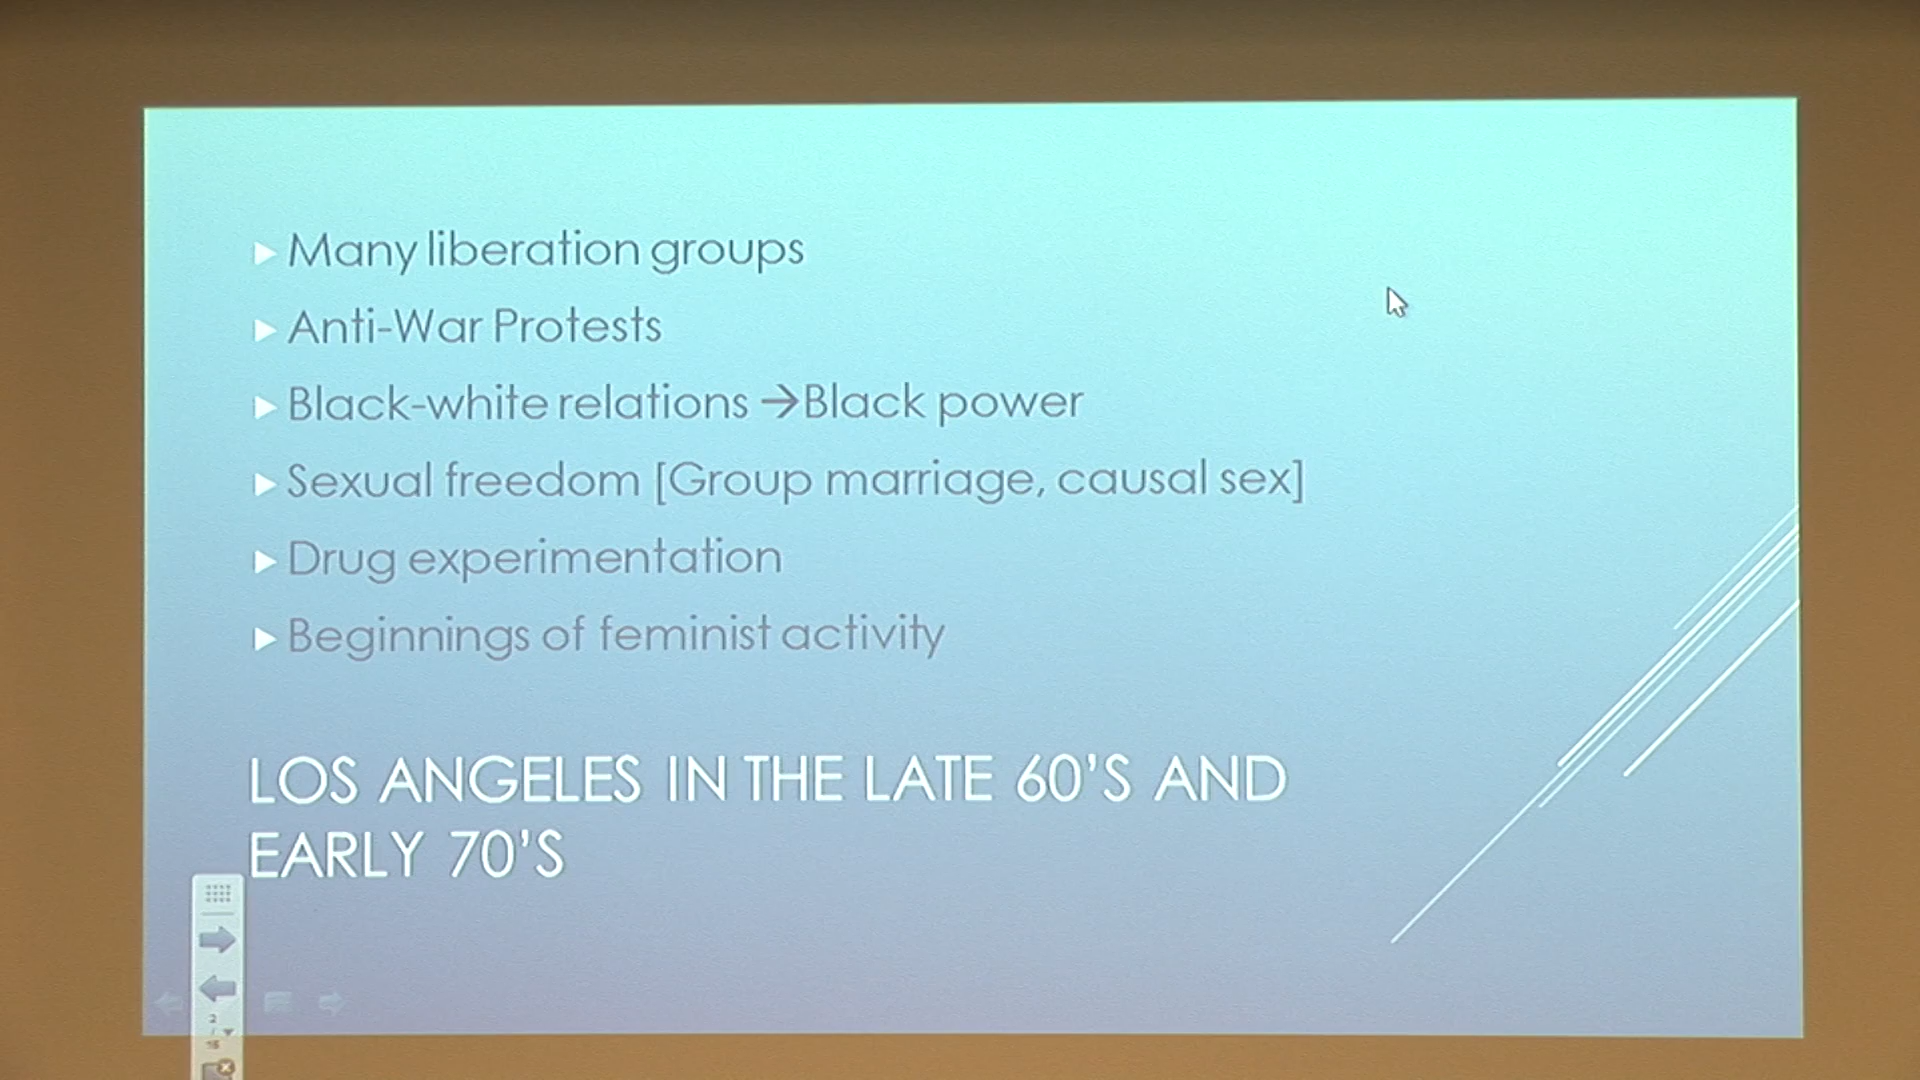 Many liberation groups
Anti-War Protests
Black-white relations →Black power
Sexual freedom [Group marriage, causal sex]
Drug experimentation
Beginnings of feminist activity
LOS ANGELES IN THE LATE 60'S AND
EARLY 70'S
2
/